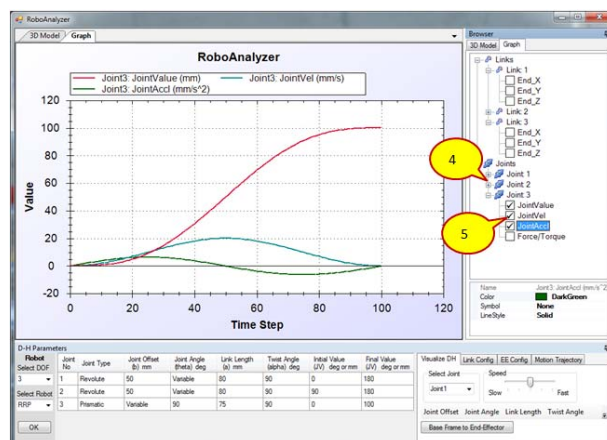 RoboAnalyzer
3D Model Graph
RoboAnalyzer
Joint3: JointValue (mm) Joint3: JointVel (mm/s)
Joint3: JointAccl (mm/s^2)
120
100
80
60
40
20
0
-20
0 20 40 60 80 100 120
Value
Time Step
Browser
3D Model Graph
Links
Link: 1
End_X
End_Y
End_Z
Link: 2
Link: 3
End_X
End_Y
End_Z
Joints
Joint 1
Joint 2
Joint 3
JointValue
JointVel
JointAccl
Force/Torque
4
5
Name Joint3: JointAccl (mm/s^2
Color DarkGreen
Symbol None
LineStyle Solid
D-H Parameters
Robot
Select DOF
3
Select Robot
RRP
OK
Joint No Joint Type Joint Offset (b) mm Joint Angle (theta) deg Link Length (a) mm Twist Angle (alpha) deg Initial Value (JV) deg or mm Final Value (JV) deg or mm
1 Revolute 50 Variable 80 90 0 180
2 Revolute 50 Variable 80 90 90 180
3 Prismatic Variable 90 75 90 0 100
Visualize DH Link Config EE Config Motion Trajectory
Select Joint Speed
Joint1 Slow Fast
Joint Offset Joint Angle Link Length Twist Angle
Base Frame to End-Effector